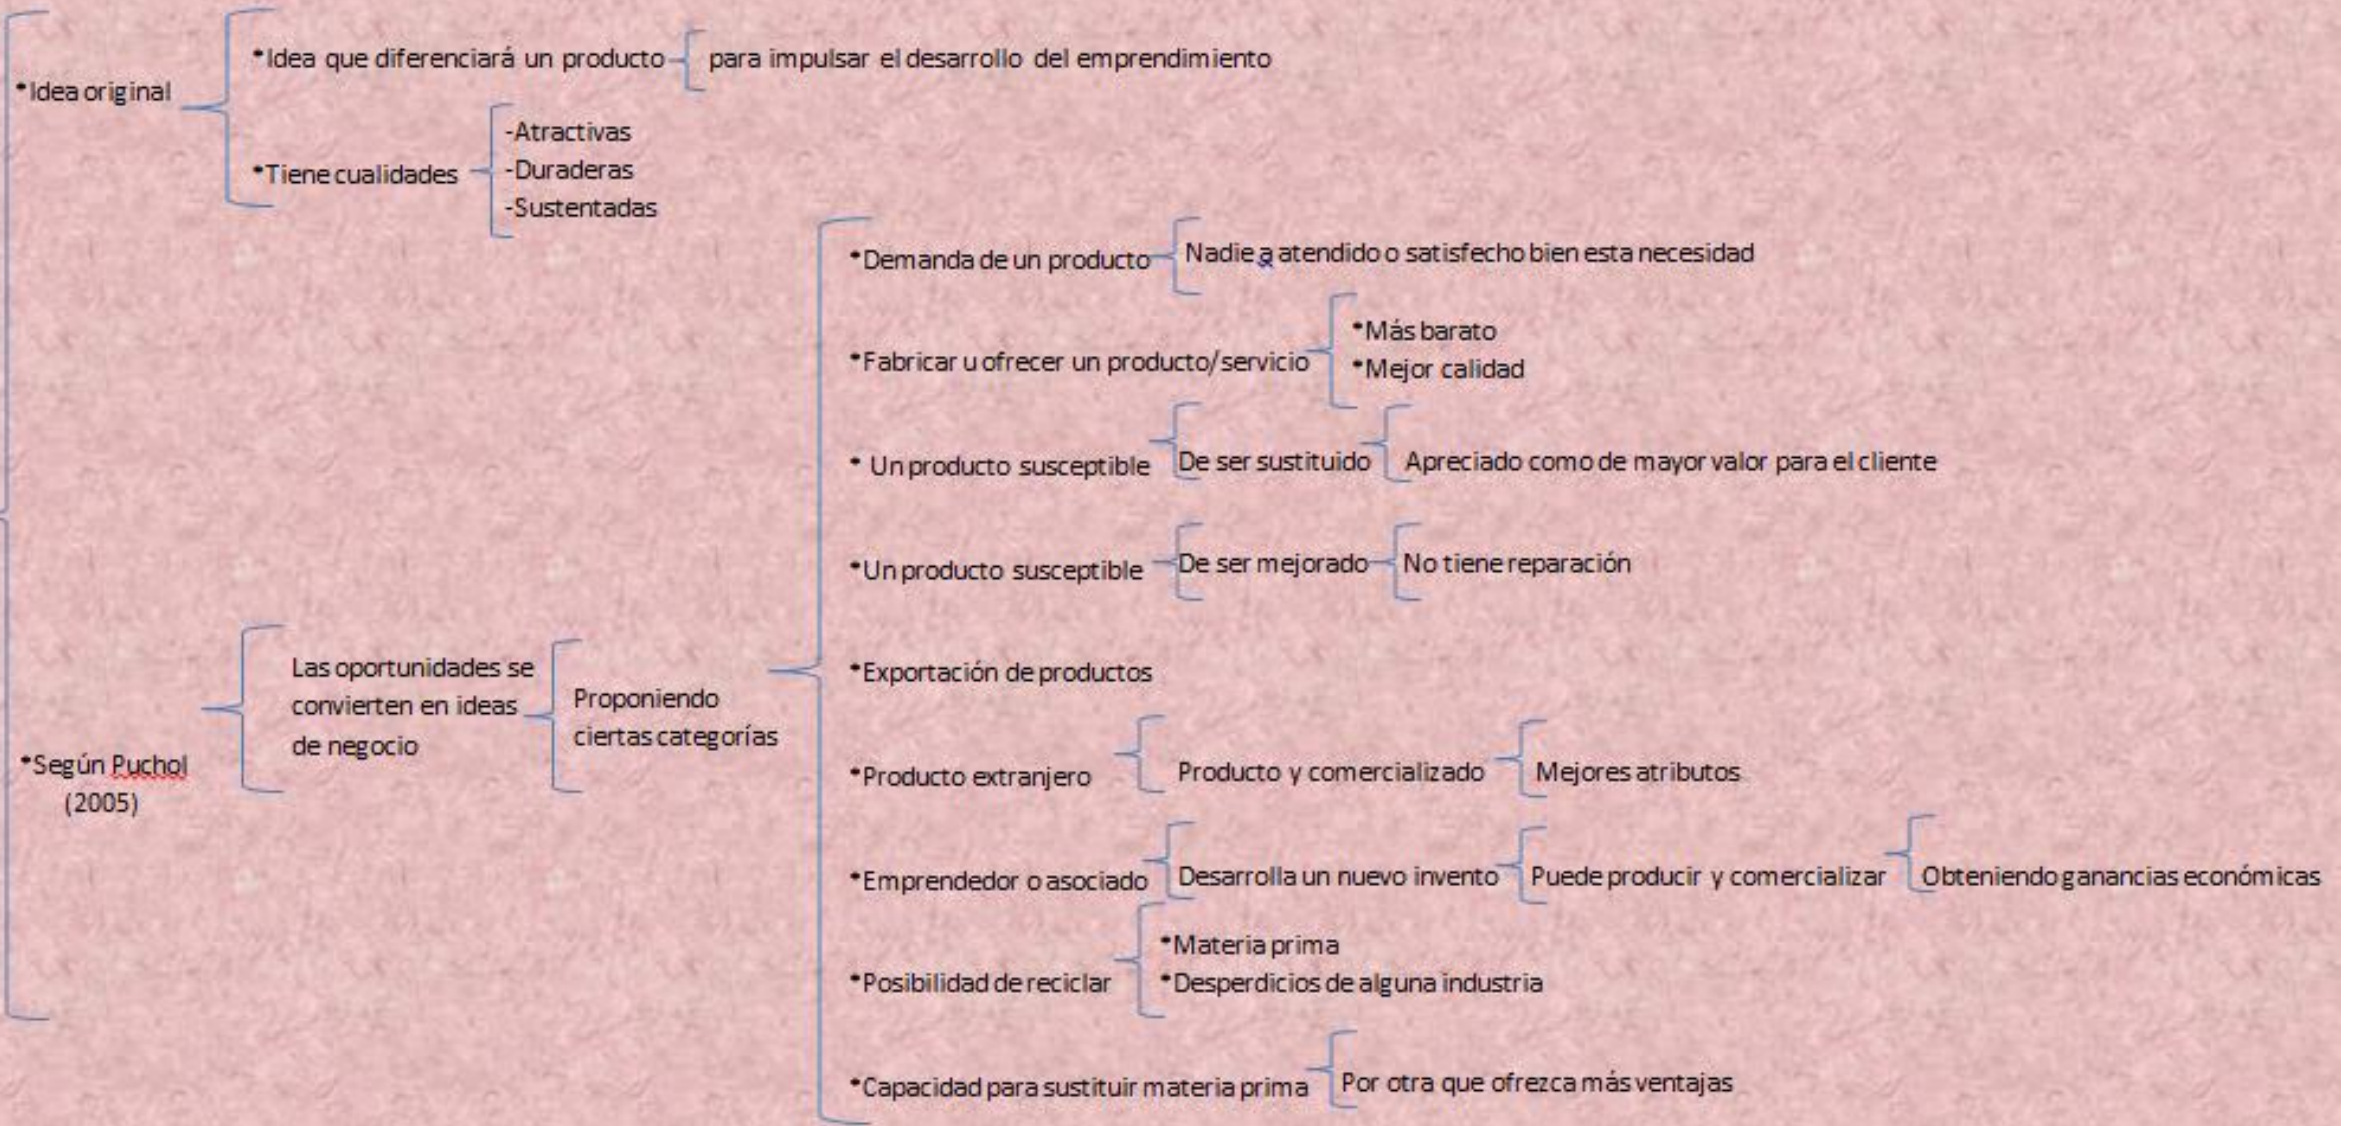 *Idea original
*Idea que diferenciará un producto
para impulsar el desarrollo del emprendimiento
*Tiene cualidades
-Atractivas
-Duraderas
-Sustentadas
*Según Puchol
(2005)
Las oportunidades se
convierten en ideas
de negocio
Proponiendo
ciertas categorías
*Demanda de un producto
Nadie a atendido o satisfecho bien esta necesidad
*Fabricar u ofrecer un producto/servicio
*Más barato
*Mejor calidad
* Un producto susceptible
De ser sustituido
Apreciado como de mayor valor para el cliente
*Un producto susceptible
De ser mejorado
No tiene reparación
*Exportación de productos
*Producto extranjero
Producto y comercializado
Mejores atributos
*Emprendedor o asociado
Desarrolla un nuevo invento
Puede producir y comercializar
Obteniendo ganancias económicas
*Posibilidad de reciclar
*Materia prima
*Desperdicios de alguna industria
*Capacidad para sustituir materia prima
Por otra que ofrezca más ventajas